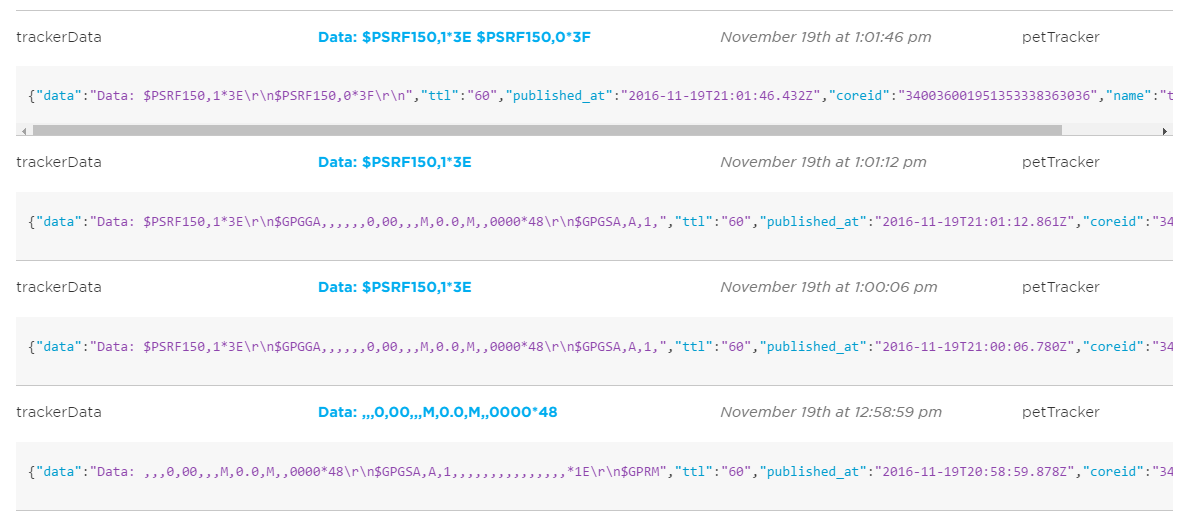 trackerData Data: $PSRF150,1*3E $PSRF150,0*3F November 19th at 1:01:46 pm petTracker
{"data":"Data: $PSRF150,1*3E\r\n$PSRF150,0*3F\r\n","ttl":"60","published_at":"2016-11-19T21:01:46.432Z","coreid":"340036001951353338363036","name":"t
trackerData Data: $PSRF150,1*3E November 19th at 1:01:12 pm petTracker
{"data":"Data: $PSRF150,1*3E\r\n$GPGGA,,,,,,0,00,,,M,0.0,M,,0000*48\r\n$GPGSA,A,1,","ttl":"60","published_at":"2016-11-19T21:01:12.861Z","coreid":"34
trackerData Data: $PSRF150,1*3E November 19th at 1:00:06 pm petTracker
{"data":"Data: $PSRF150,1*3E\r\n$GPGGA,,,,,,0,00,,,M,0.0,M,,0000*48\r\n$GPGSA,A,1,","ttl":"60","published_at":"2016-11-19T21:00:06.780Z","coreid":"34
trackerData Data: ,,,0,00,,,M,0.0,M,,0000*48 November 19th at 12:58:59 pm petTracker
{"data":"Data: ,,,0,00,,,M,0.0,M,,0000*48\r\n$GPGSA,A,1,,,,,,,,,,,,,,,*1E\r\n$GPRM","ttl":"60","published_at":"2016-11-19T20:58:59.878Z","coreid":"34